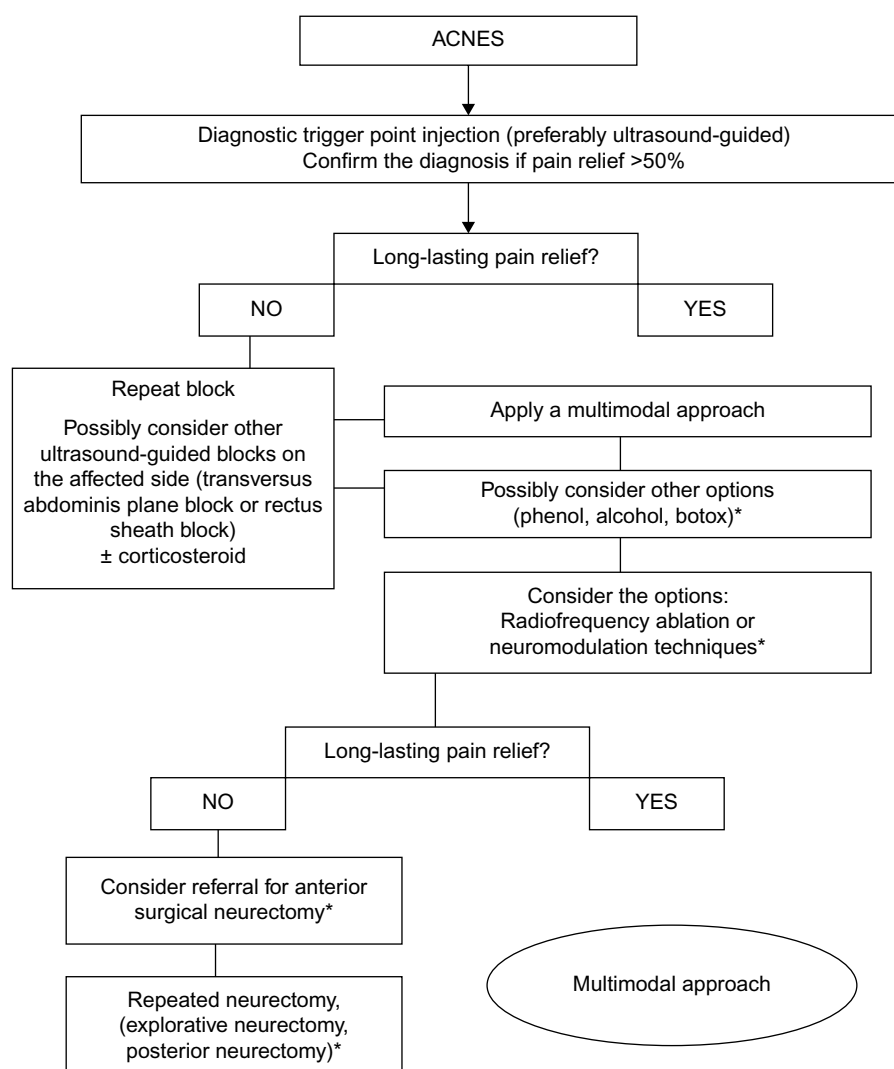 ACNES
Diagnostic trigger point injection (preferably ultrasound-guided)
Confirm the diagnosis if pain relief >50%
Long-lasting pain relief?
NO
YES
Repeat block
Possibly consider other
ultrasound-guided blocks on
the affected side (transversus
abdominis plane block or rectus
sheath block)
± corticosteroid
Apply a multimodal approach
Possibly consider other options
(phenol, alcohol, botox)*
Consider the options:
Radiofrequency ablation or
neuromodulation techniques*
Long-lasting pain relief?
NO
YES
Consider referral for anterior
surgical neurectomy*
Repeated neurectomy,
(explorative neurectomy,
posterior neurectomy)*
Multimodal approach